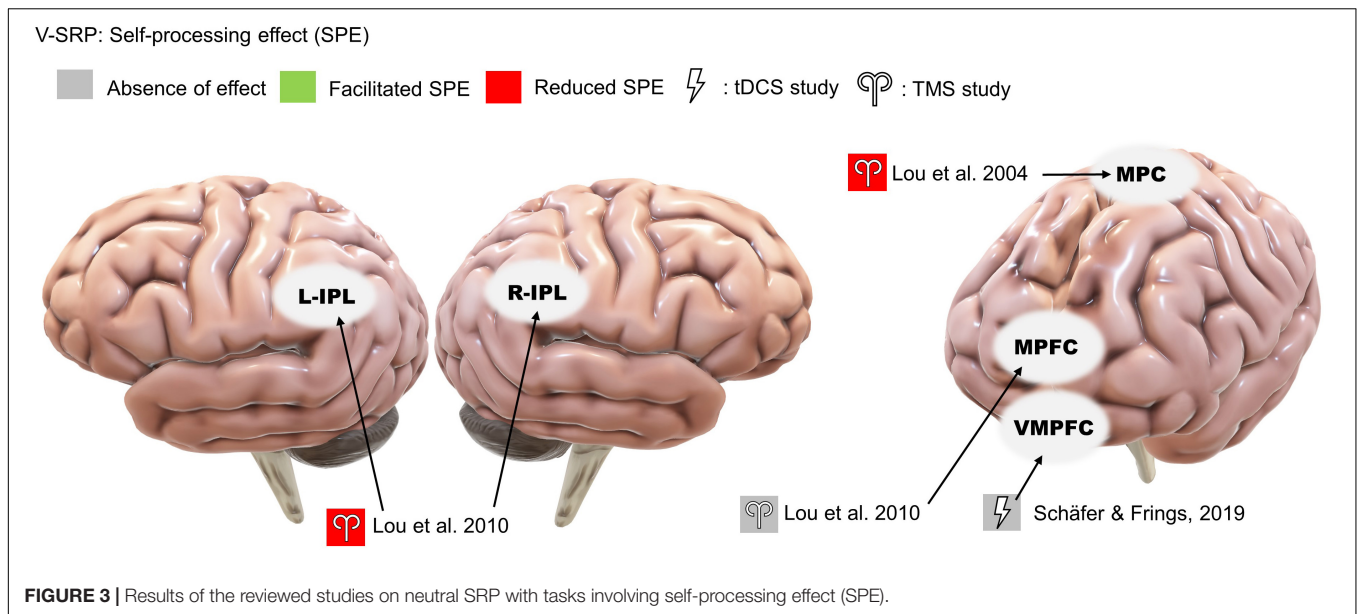 V-SRP: Self-processing effect (SPE)
Absence of effect Facilitated SPE Reduced SPE : tDCS study : TMS study
Lou et al. 2004 MPC
L-IPL R-IPL
MPFC
VMPFC
Lou et al. 2010 Lou et al. 2010 Schäfer & Frings, 2019
FIGURE 3 | Results of the reviewed studies on neutral SRP with tasks involving self-processing effect (SPE).